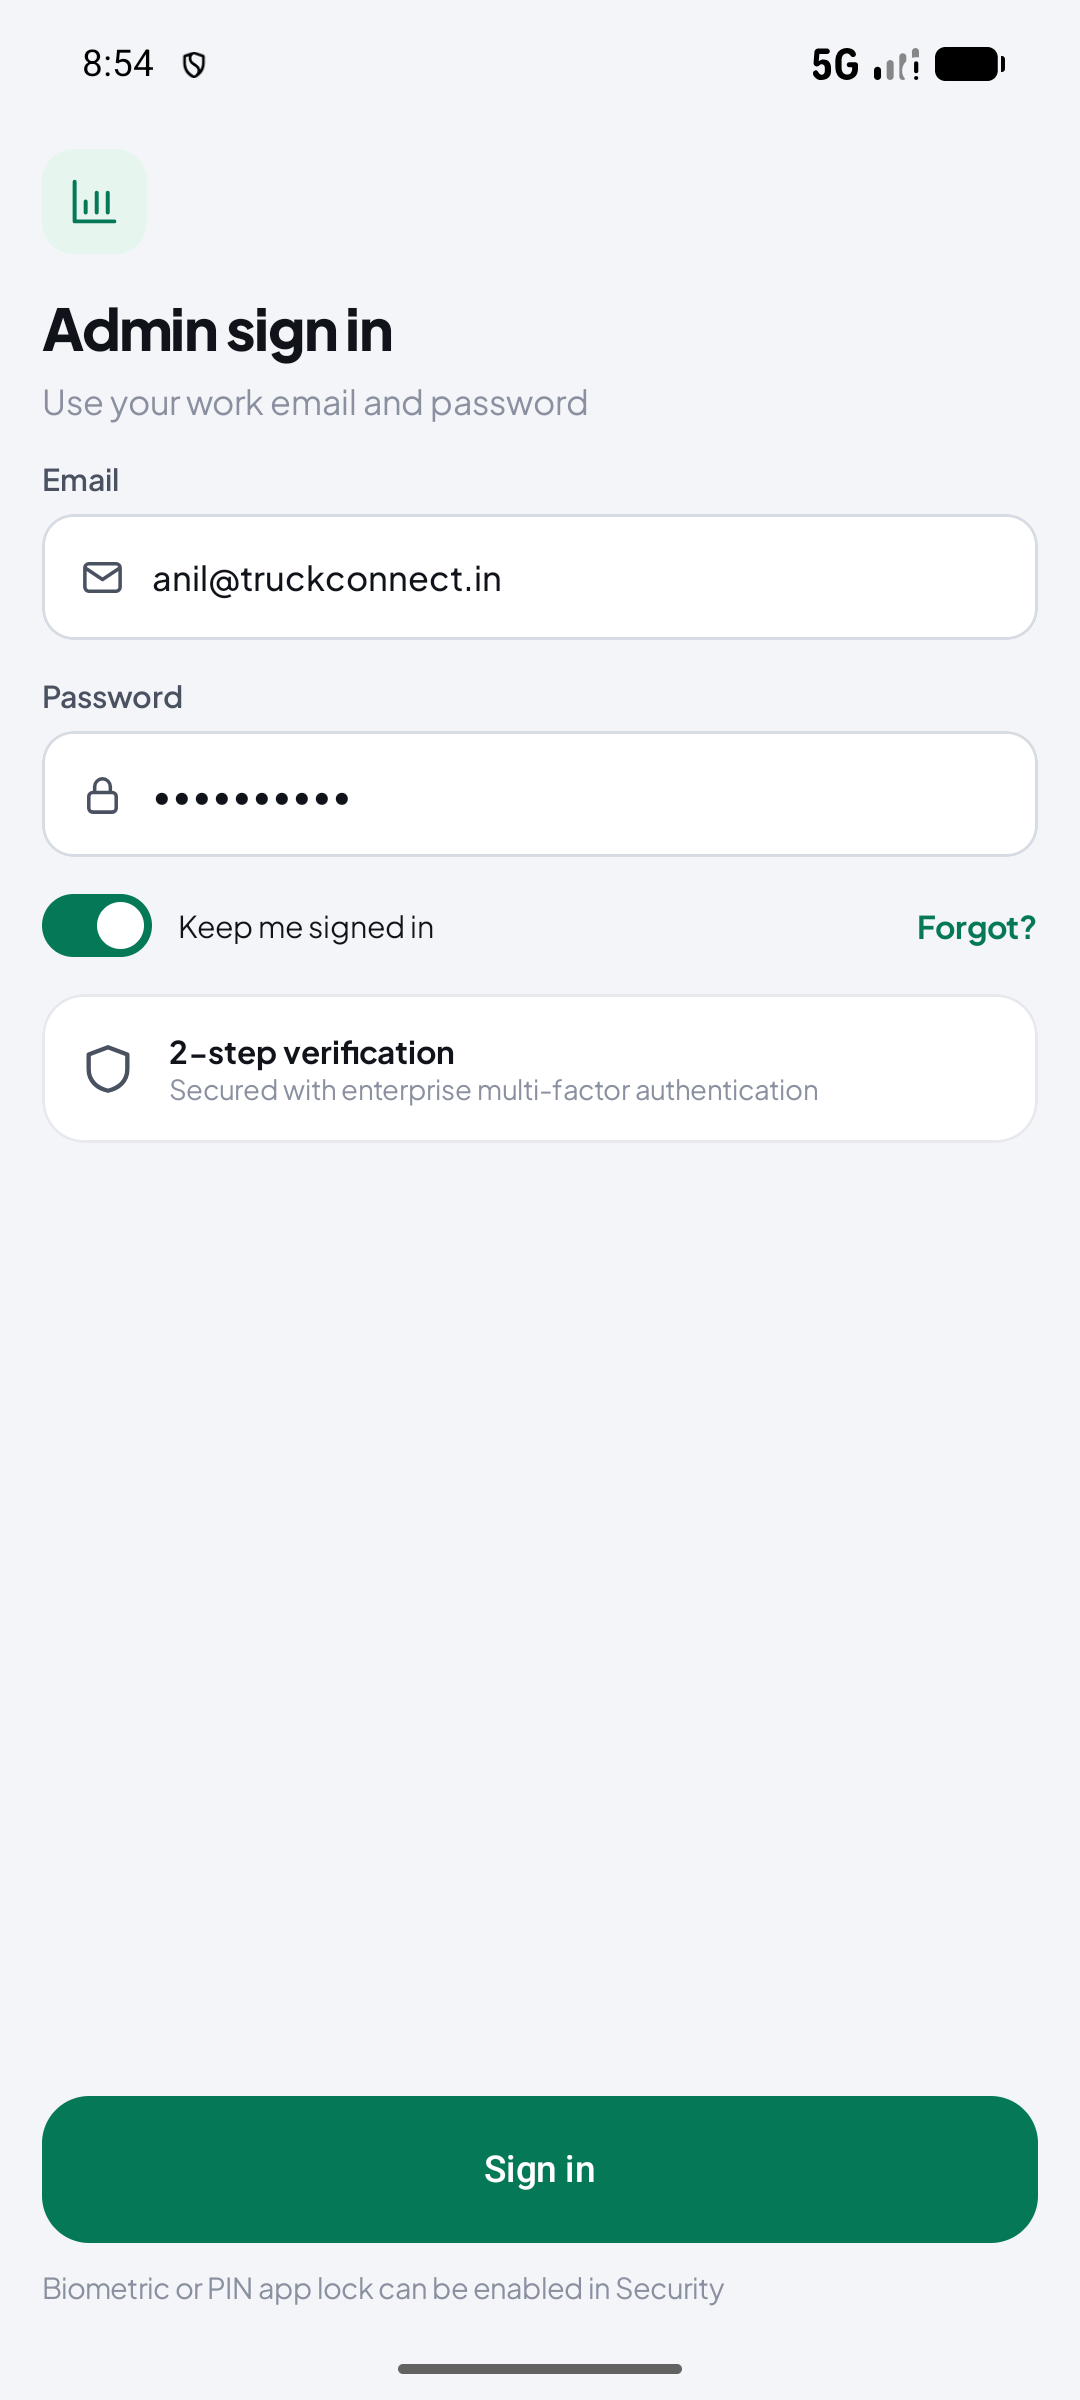 8:54
5G
Admin sign in
Use your work email and password
Email
anil@truckconnect.in
Password
••••••••••
Keep me signed in
Forgot?
2-step verification
Secured with enterprise multi-factor authentication
Sign in
Biometric or PIN app lock can be enabled in Security